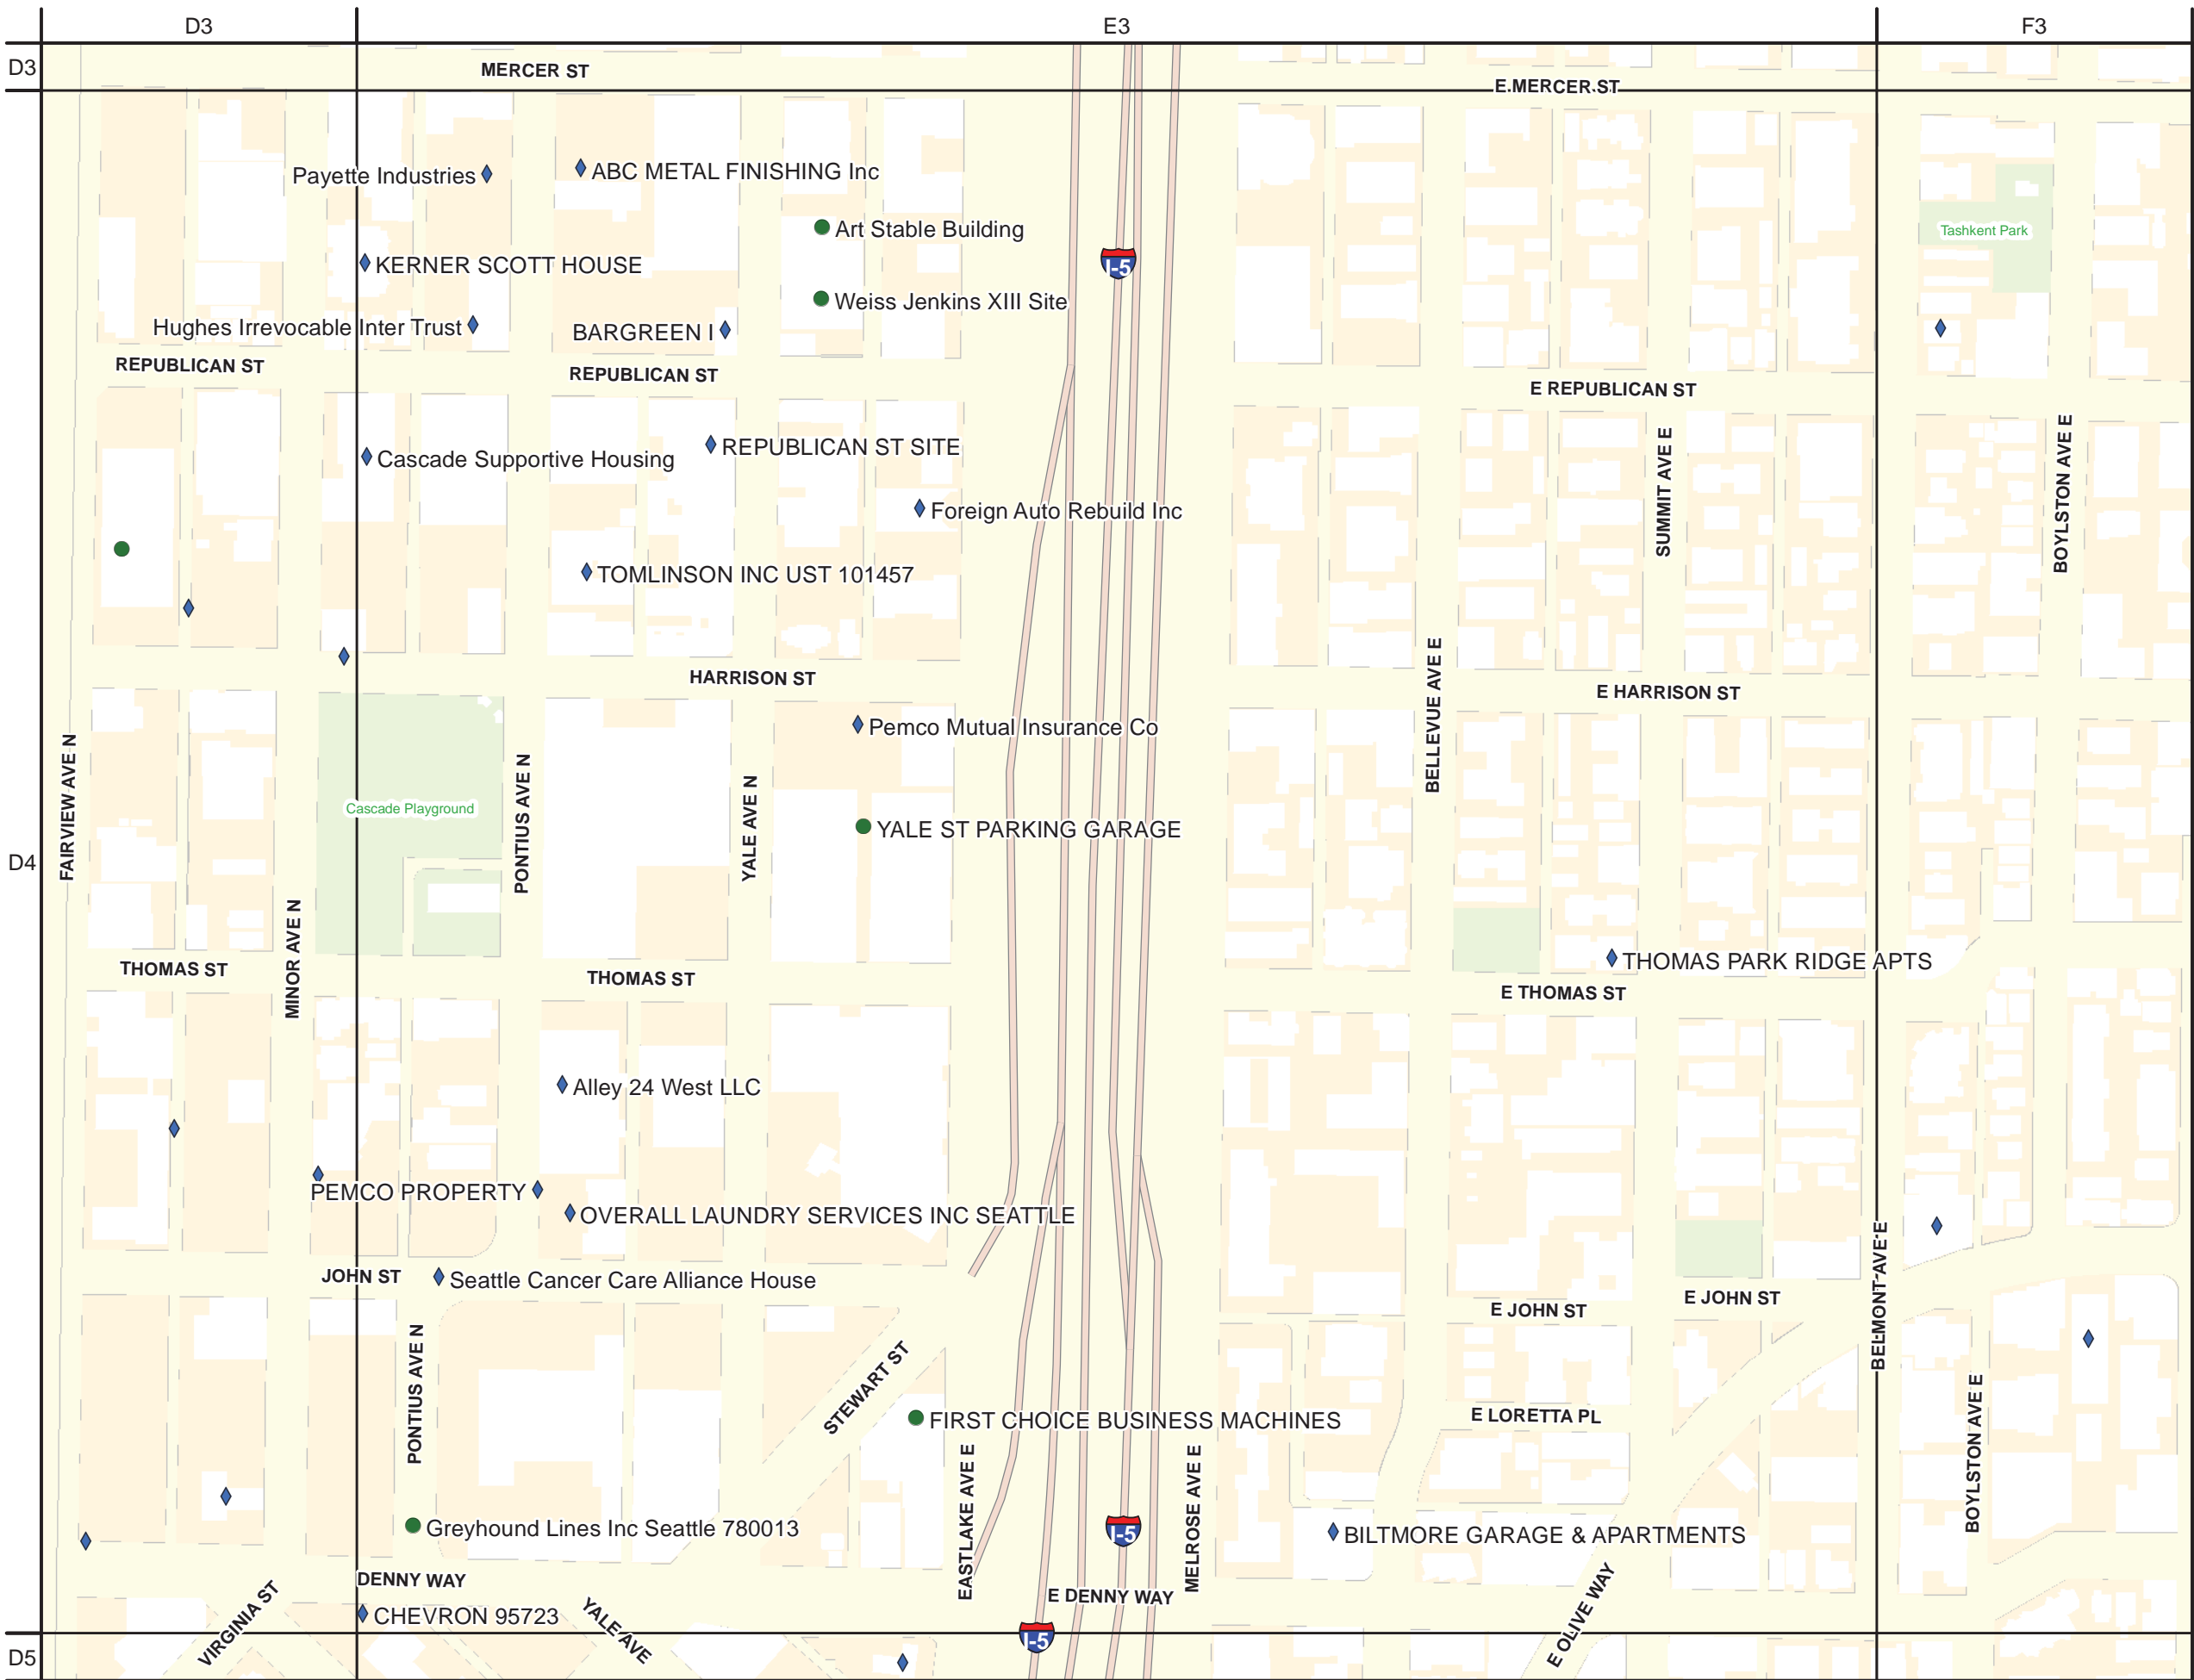 D3
E3
F3
D3
MERCER ST
E MERCER ST
Payette Industries
ABC METAL FINISHING Inc
Art Stable Building
Tashkent Park
KERNER SCOTT HOUSE
I-5
Weiss Jenkins XIII Site
Hughes Irrevocable Inter Trust
BARGREEN I
REPUBLICAN ST
REPUBLICAN ST
E REPUBLICAN ST
Cascade Supportive Housing
REPUBLICAN ST SITE
SUMMIT AVE E
BOYLSTON AVE E
Foreign Auto Rebuild Inc
TOMLINSON INC UST 101457
HARRISON ST
E HARRISON ST
BELLEVUE AVE E
Pemco Mutual Insurance Co
FAIRVIEW AVE N
Cascade Playground
PONTIUS AVE N
YALE AVE N
YALE ST PARKING GARAGE
D4
MINOR AVE N
THOMAS ST
THOMAS ST
THOMAS PARK RIDGE APTS
E THOMAS ST
Alley 24 West LLC
PEMCO PROPERTY
OVERALL LAUNDRY SERVICES INC SEATTLE
JOHN ST
Seattle Cancer Care Alliance House
E JOHN ST
E JOHN ST
BELMONT AVE E
PONTIUS AVE N
STEWART ST
FIRST CHOICE BUSINESS MACHINES
E LORETTA PL
BOYLSTON AVE E
EASTLAKE AVE E
MELROSE AVE E
Greyhound Lines Inc Seattle 780013
I-5
BILTMORE GARAGE & APARTMENTS
DENNY WAY
E DENNY WAY
CHEVRON 95723
VIRGINIA ST
YALE AVE
I-5
E OLIVE WAY
D5